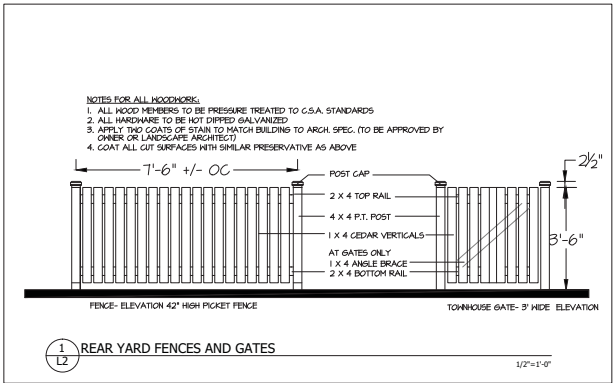 NOTES FOR ALL WOODWORK:
1. ALL WOOD MEMBERS TO BE PRESSURE TREATED TO C.S.A. STANDARDS
2. ALL HARDWARE TO BE HOT DIPPED GALVANIZED
3. APPLY TWO COATS OF STAIN TO MATCH BUILDING TO ARCH. SPEC. (TO BE APPROVED BY
OWNER OR LANDSCAPE ARCHITECT)
4. COAT ALL CUT SURFACES WITH SIMILAR PRESERVATIVE AS ABOVE
7'-6" +/- OC
POST CAP
2 1/2"
2 X 4 TOP RAIL
4 X 4 P.T. POST
1 X 4 CEDAR VERTICALS
3'-6"
AT GATES ONLY
1 X 4 ANGLE BRACE
2 X 4 BOTTOM RAIL
FENCE- ELEVATION 42" HIGH PICKET FENCE
TOWNHOUSE GATE- 3' WIDE ELEVATION
1
L2
REAR YARD FENCES AND GATES
1/2"=1'-0"